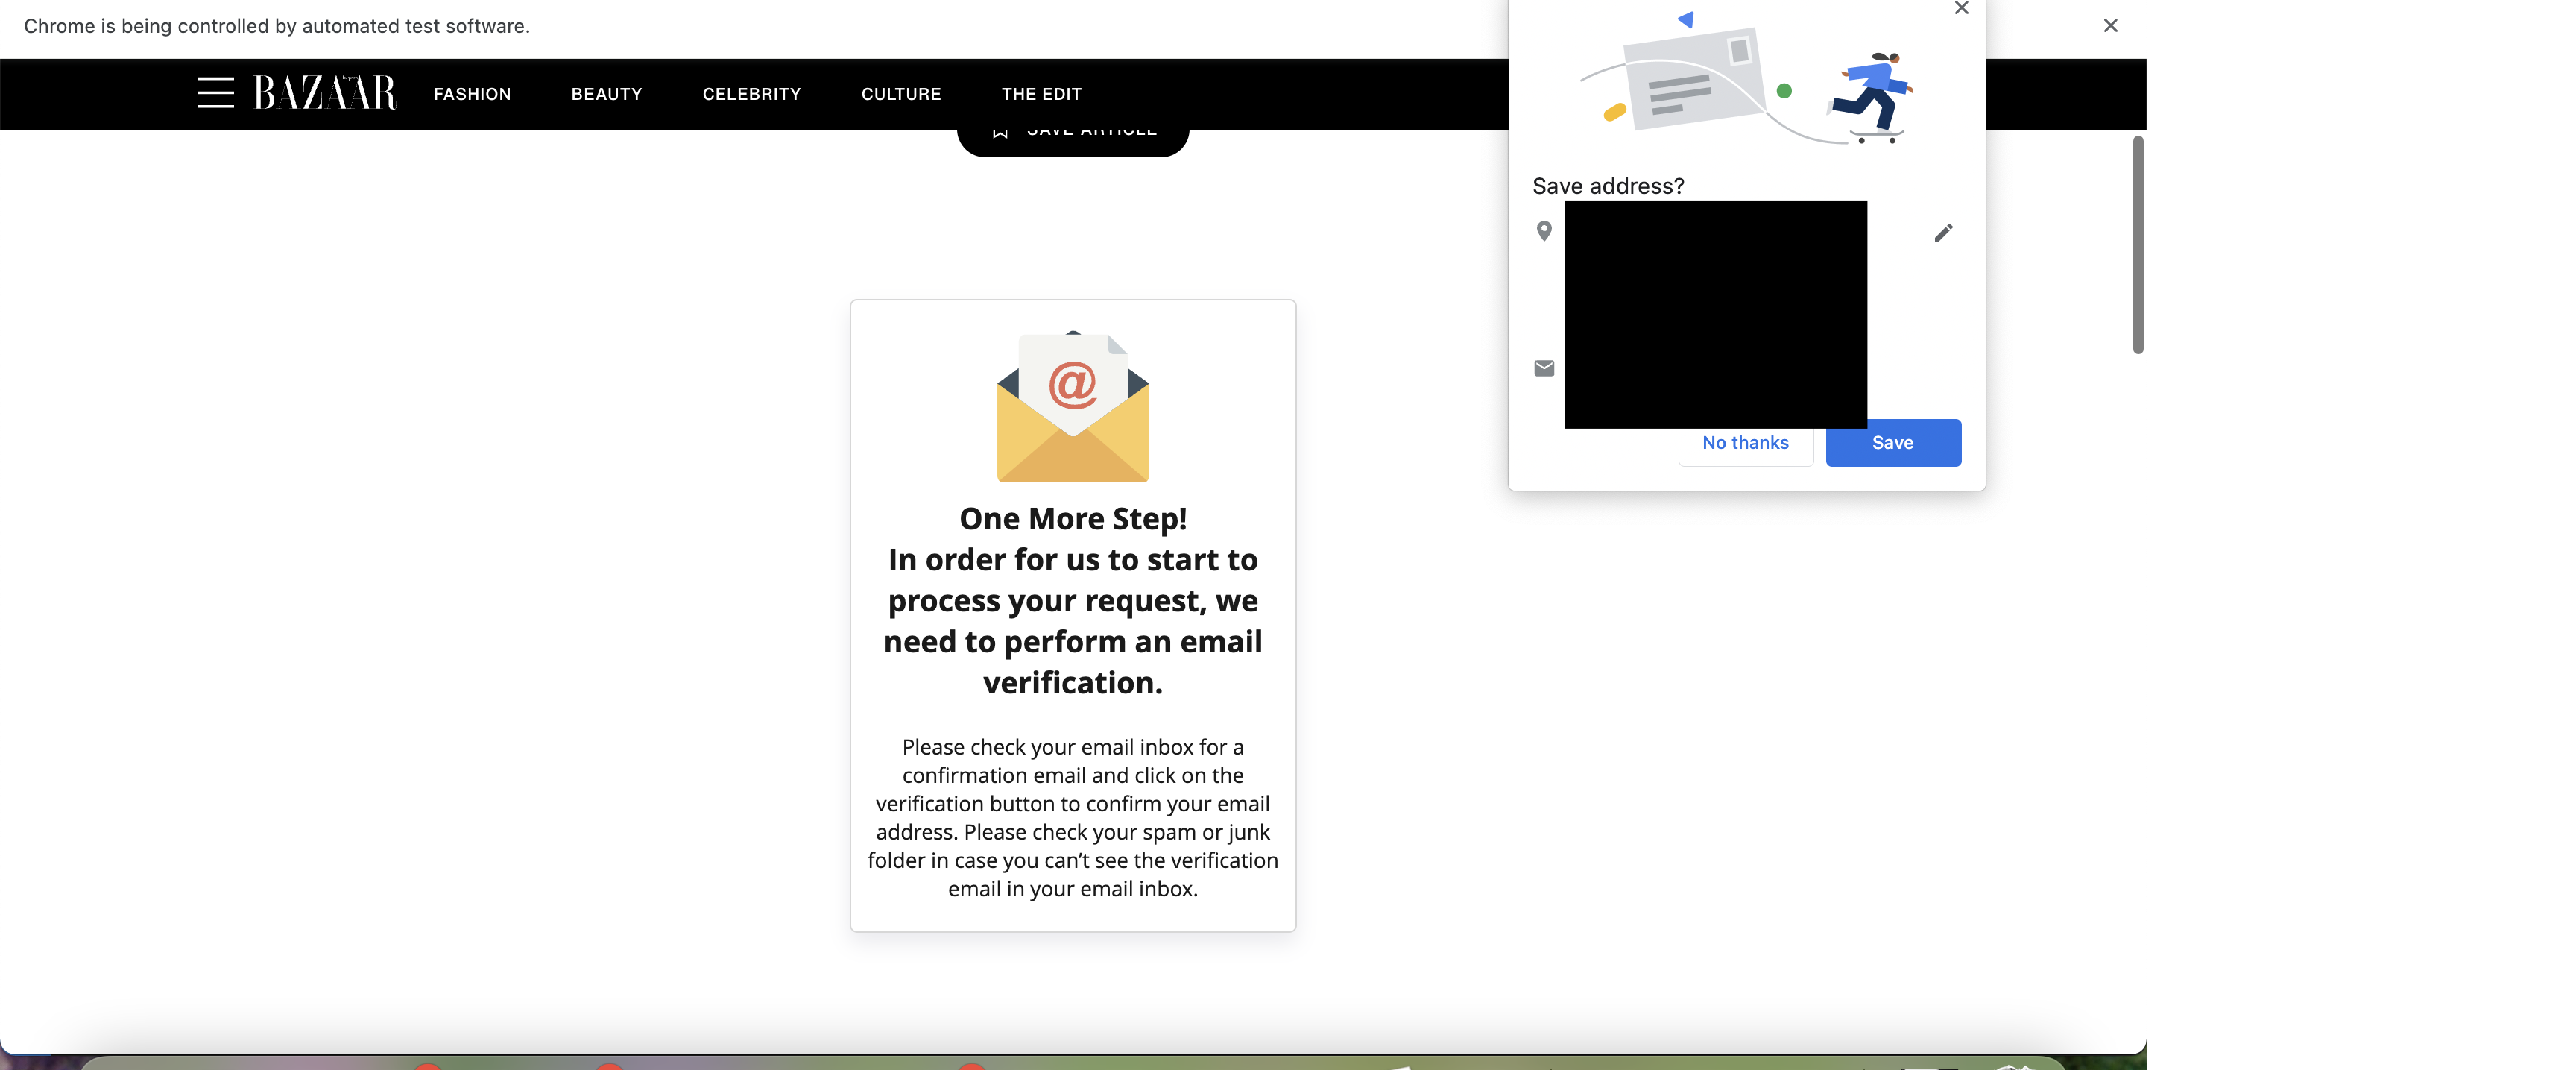 Chrome is being controlled by automated test software.
Harper's
BAZAAR
FASHION
BEAUTY
CELEBRITY
CULTURE
THE EDIT
SAVE ARTICLE
Save address?
No thanks
Save
@
One More Step!
In order for us to start to
process your request, we
need to perform an email
verification.
Please check your email inbox for a
confirmation email and click on the
verification button to confirm your email
address. Please check your spam or junk
folder in case you can't see the verification
email in your email inbox.